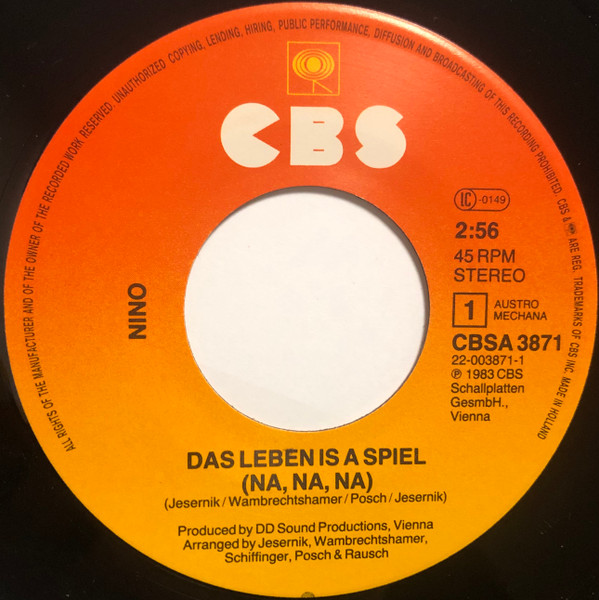 ALL RIGHTS OF THE MANUFACTURER AND OF THE OWNER OF THE RECORDED WORK RESERVED. UNAUTHORIZED COPYING, LENDING, HIRING, PUBLIC PERFORMANCE, DIFFUSION AND BROADCASTING OF THIS RECORDING PROHIBITED. CBS & ARE REG. TRADEMARKS OF CBS INC. MADE IN HOLLAND
CBS
LC -0149
2:56
45 RPM
STEREO
NINO
1 AUSTRO
MECHANA
CBSA 3871
22-003871-1
℗ 1983 CBS
Schallplatten
GesmbH.,
Vienna
DAS LEBEN IS A SPIEL
(NA, NA, NA)
(Jesernik/Wambrechtshamer/Posch/Jesernik)
Produced by DD Sound Productions, Vienna
Arranged by Jesernik, Wambrechtshamer,
Schiffinger, Posch & Rausch